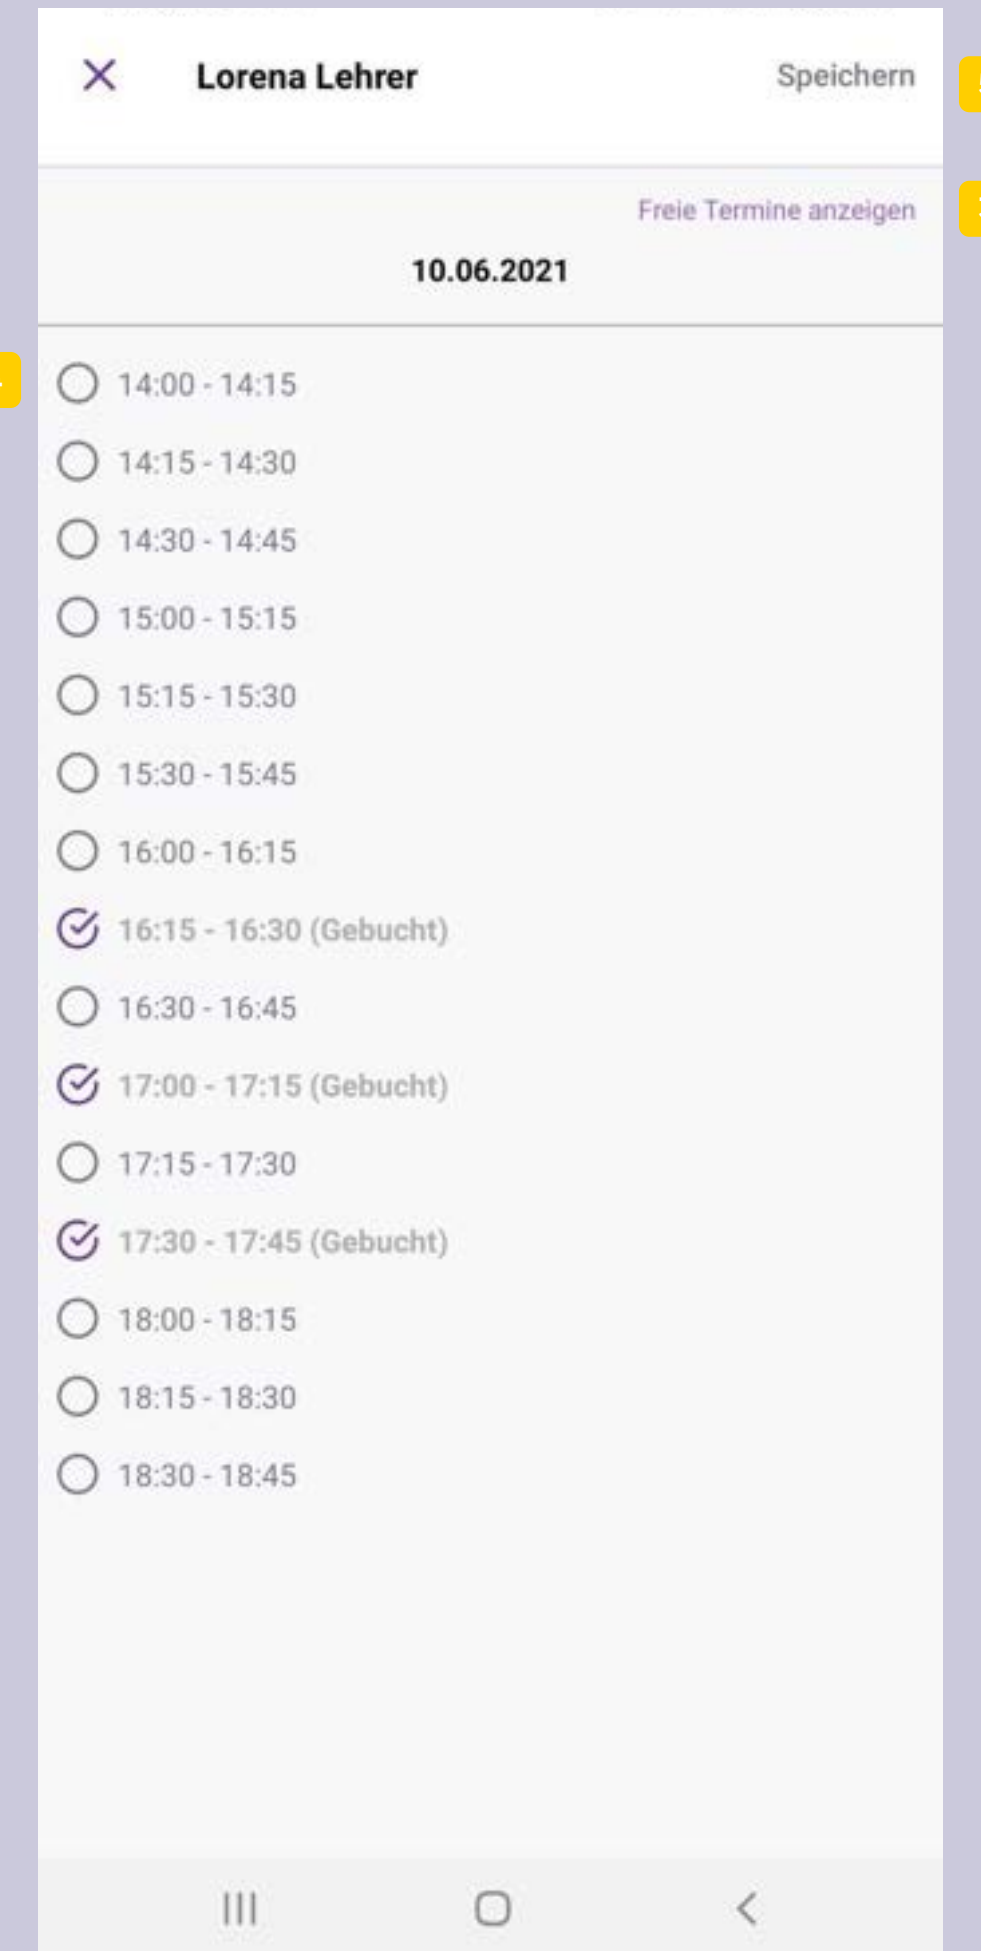 Lorena Lehrer
Speichern
Freie Termine anzeigen
10.06.2021
14:00 - 14:15
14:15 - 14:30
14:30 - 14:45
15:00 - 15:15
15:15 - 15:30
15:30 - 15:45
16:00 - 16:15
16:15 - 16:30 (Gebucht)
16:30 - 16:45
17:00 - 17:15 (Gebucht)
17:15 - 17:30
17:30 - 17:45 (Gebucht)
18:00 - 18:15
18:15 - 18:30
18:30 - 18:45